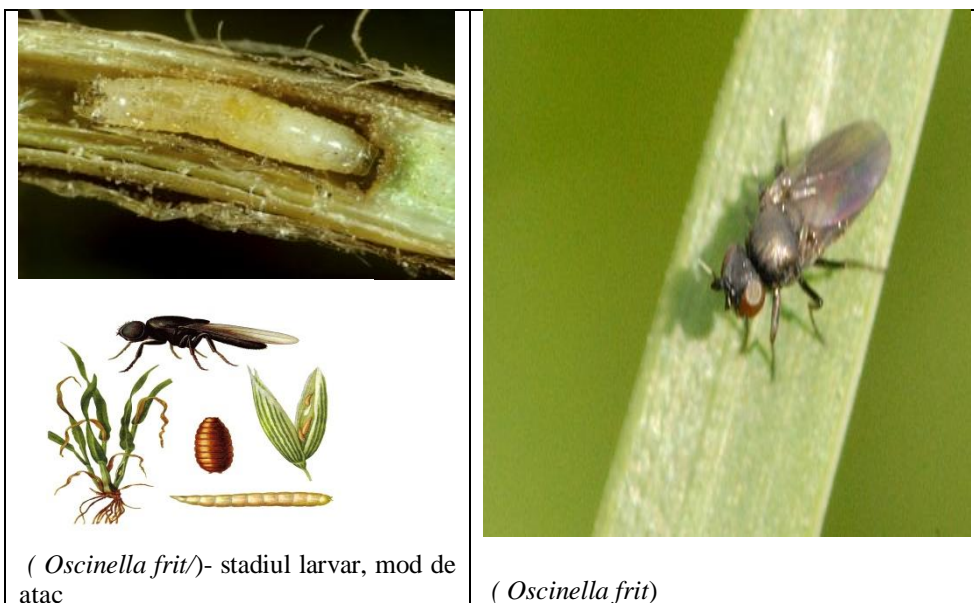 ( Oscinella frit/)- stadiul larvar, mod de
atac
( Oscinella frit)